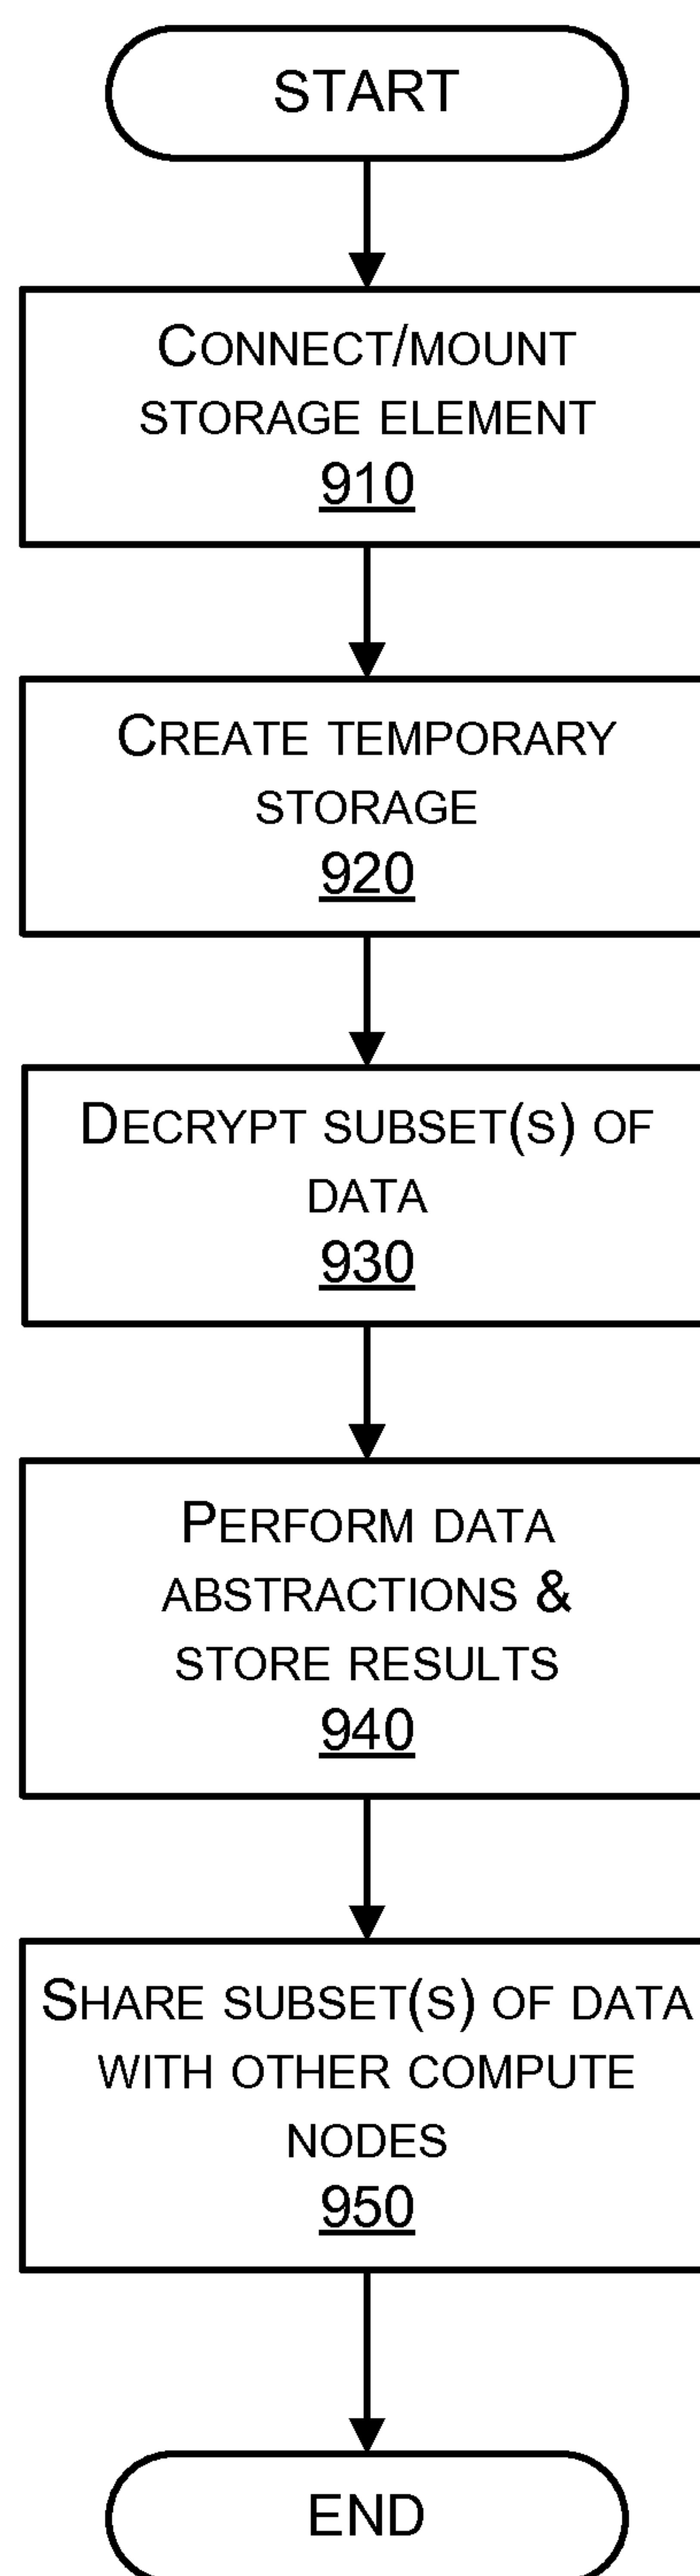 START
CONNECT/MOUNT
STORAGE ELEMENT
910
CREATE TEMPORARY
STORAGE
920
DECRYPT SUBSET(S) OF
DATA
930
PERFORM DATA
ABSTRACTIONS &
STORE RESULTS
940
SHARE SUBSET(S) OF DATA
WITH OTHER COMPUTE
NODES
950
END